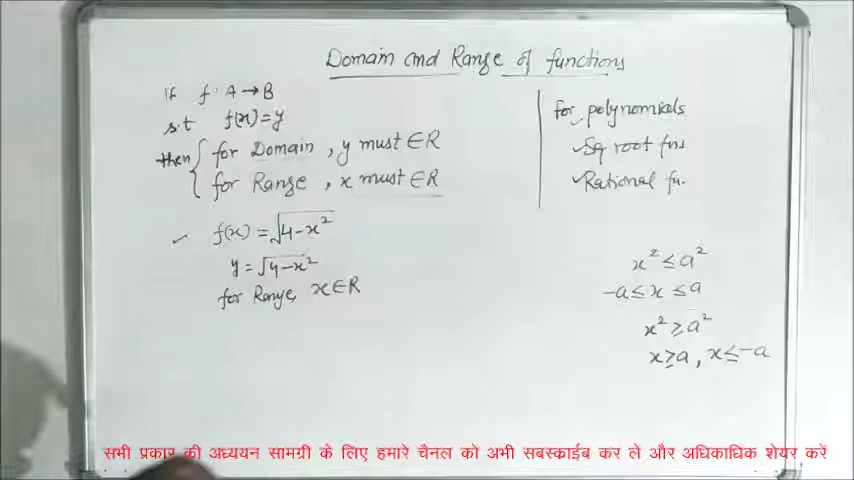 Domain and Range of functions
If f: A→B
s.t f(x)=y
then { for Domain, y must ∈R
for Range, x must ∈R
✓ f(x) = √4-x²
y = √4-x²
for Range, x∈R
for polynomials
✓Sq root fns
✓Rational fn.
x² ≤ a²
-a ≤ x ≤ a
x² ≥ a²
x ≥ a, x ≤ -a
सभी प्रकार की अध्ययन सामग्री के लिए हमारे चैनल को अभी सबस्क्राईब कर ले और अधिकाधिक शेयर करें